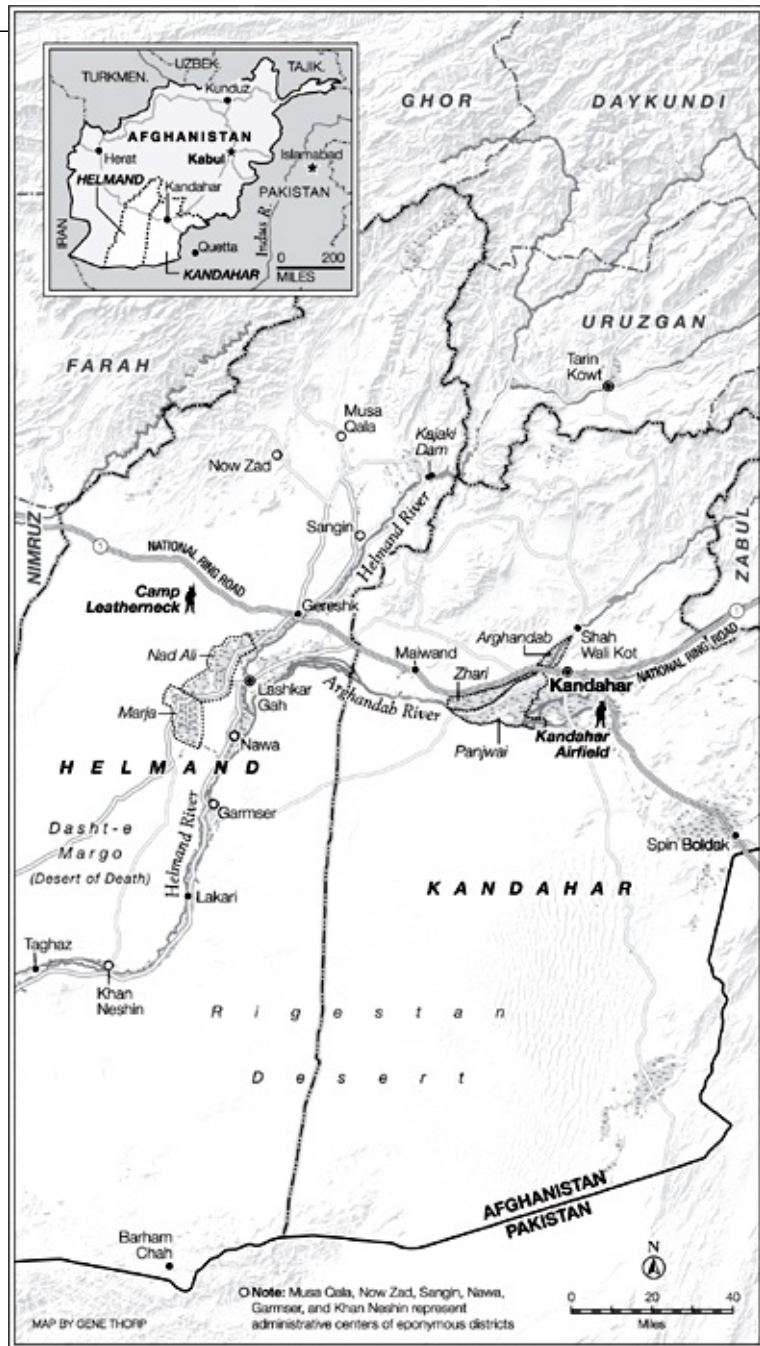 UZBEK.
TURKMEN.
TAJIK.
Kunduz
AFGHANISTAN
Herat
Kabul
Islamabad
HELMAND
Kandahar
PAKISTAN
IRAN
Indus R.
Quetta
0 200
MILES
KANDAHAR
GHOR
DAYKUNDI
URUZGAN
FARAH
Tarin
Kowt
Musa
Qala
Now Zad
Kajaki
Dam
NIMRUZ
Sangin
Helmand River
ZABUL
1
NATIONAL RING ROAD
Camp
Leatherneck
Gereshk
1
Arghandab
Shah
Wali Kot
NATIONAL RING ROAD
Nad Ali
Maiwand
Zhari
Kandahar
Lashkar
Gah
Arghandab River
Marja
Nawa
Panjwai
Kandahar
Airfield
HELMAND
Garmser
Dasht-e
Margo
(Desert of Death)
Helmand River
Spin Boldak
KANDAHAR
Lakari
Taghaz
Khan
Neshin
Rigestan
Desert
AFGHANISTAN
PAKISTAN
Barham
Chah
N
Note: Musa Qala, Now Zad, Sangin, Nawa,
Garmser, and Khan Neshin represent
administrative centers of eponymous districts
0 20 40
Miles
MAP BY GENE THORP